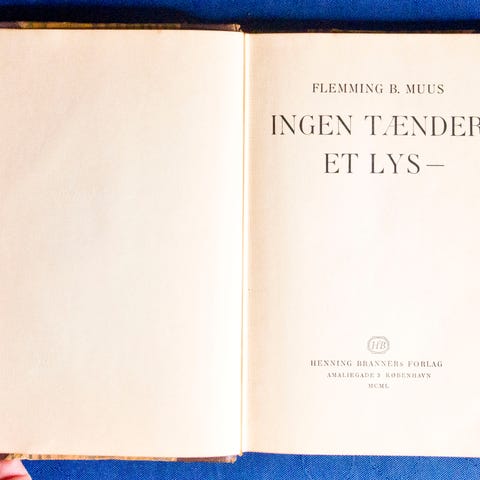 FLEMMING B. MUUS
INGEN TÆNDER
ET LYS—
HB
HENNING BRANNERS FORLAG
AMALIEGADE 3 KØBENHAVN
MCML